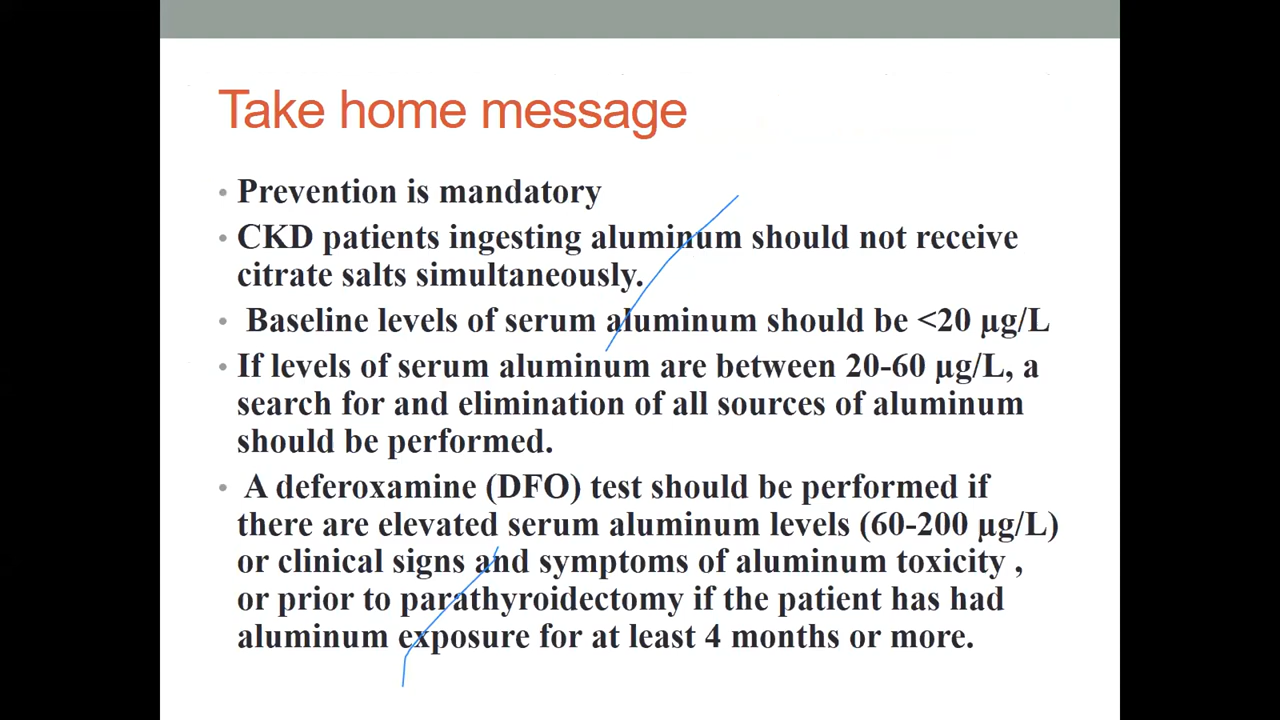 Take home message
• Prevention is mandatory
• CKD patients ingesting aluminum should not receive
citrate salts simultaneously.
• Baseline levels of serum aluminum should be <20 µg/L
• If levels of serum aluminum are between 20-60 µg/L, a
search for and elimination of all sources of aluminum
should be performed.
• A deferoxamine (DFO) test should be performed if
there are elevated serum aluminum levels (60-200 µg/L)
or clinical signs and symptoms of aluminum toxicity ,
or prior to parathyroidectomy if the patient has had
aluminum exposure for at least 4 months or more.